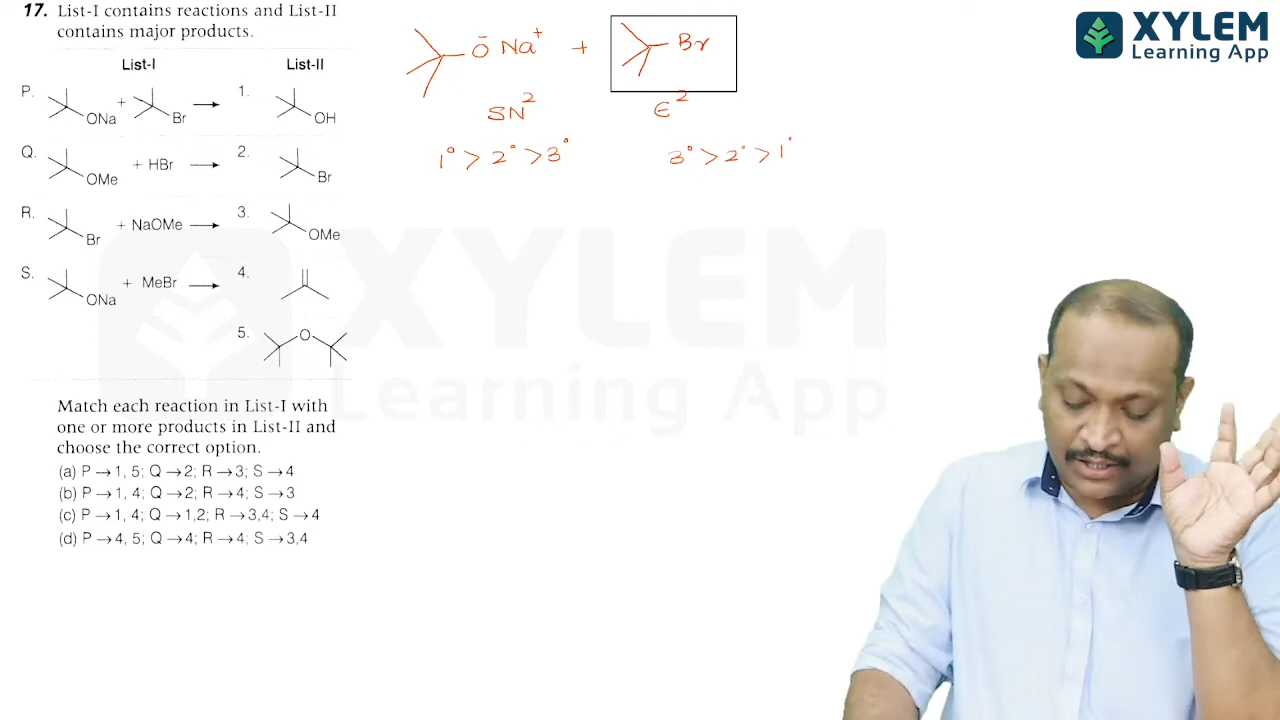 17. List-I contains reactions and List-II
contains major products.
List-I List-II
P. ONa + Br 1. OH
Q. OMe + HBr 2. Br
R. Br + NaOMe 3. OMe
S. ONa + MeBr 4.
5. O
Match each reaction in List-I with
one or more products in List-II and
choose the correct option.
(a) P → 1, 5; Q → 2; R → 3; S → 4
(b) P → 1, 4; Q → 2; R → 4; S → 3
(c) P → 1, 4; Q → 1,2; R → 3,4; S → 4
(d) P → 4, 5; Q → 4; R → 4; S → 3,4
Ō Na⁺ + Br
SN² E²
1° > 2° > 3° 3° > 2° > 1°
XYLEM
Learning App
XYLEM
Learning App